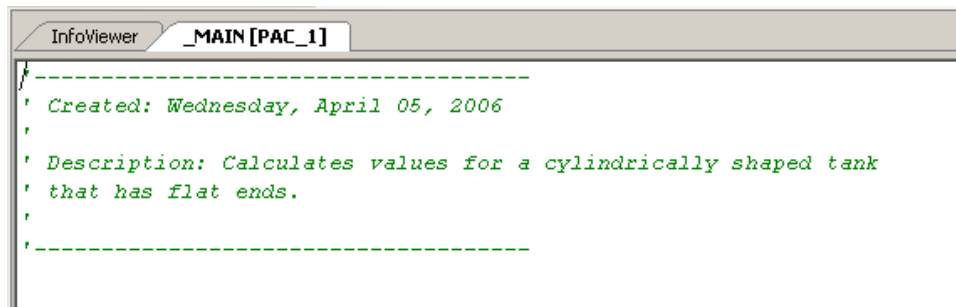 InfoViewer _MAIN [PAC_1]
'-------------------------------------
' Created: Wednesday, April 05, 2006
'
' Description: Calculates values for a cylindrically shaped tank
' that has flat ends.
'
'-------------------------------------